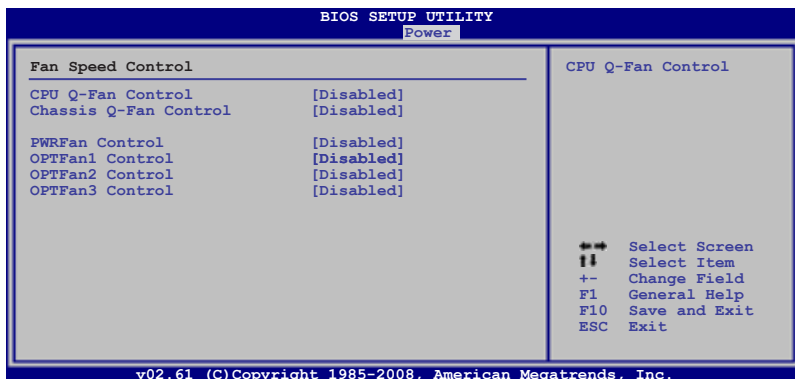 BIOS SETUP UTILITY
Power
Fan Speed Control
CPU Q-Fan Control [Disabled]
Chassis Q-Fan Control [Disabled]
PWRFan Control [Disabled]
OPTFan1 Control [Disabled]
OPTFan2 Control [Disabled]
OPTFan3 Control [Disabled]
CPU Q-Fan Control
Select Screen
Select Item
+- Change Field
F1 General Help
F10 Save and Exit
ESC Exit
v02.61 (C)Copyright 1985-2008, American Megatrends, Inc.